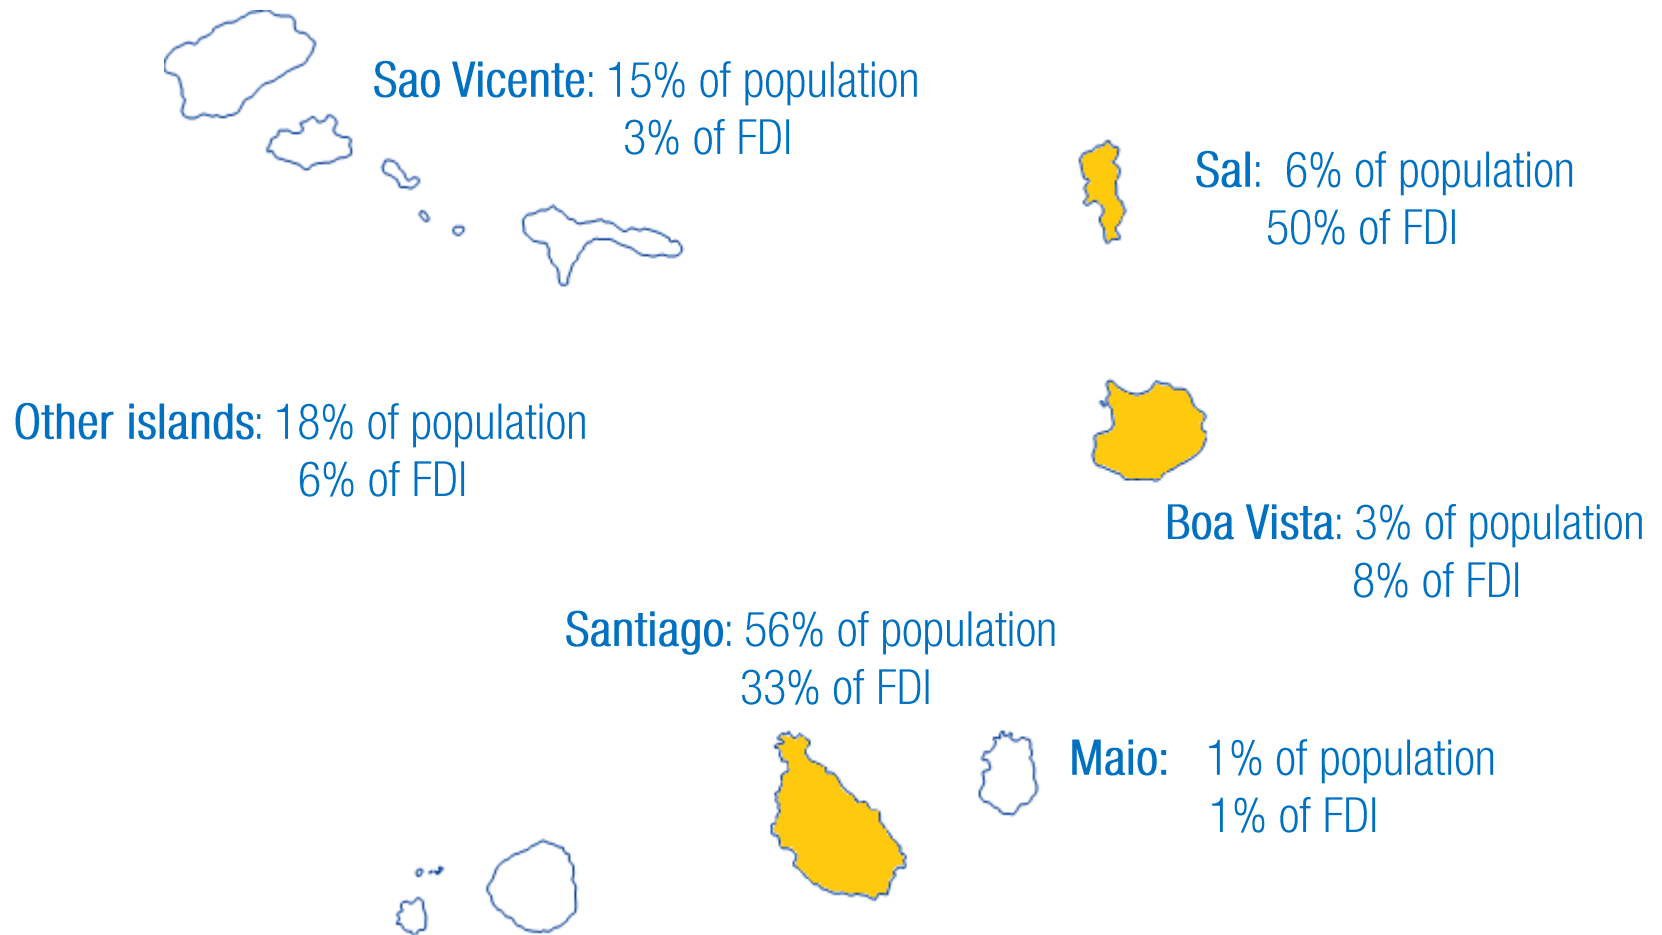 Sao Vicente: 15% of population
3% of FDI
Sal: 6% of population
50% of FDI
Other islands: 18% of population
6% of FDI
Boa Vista: 3% of population
8% of FDI
Santiago: 56% of population
33% of FDI
Maio: 1% of population
1% of FDI